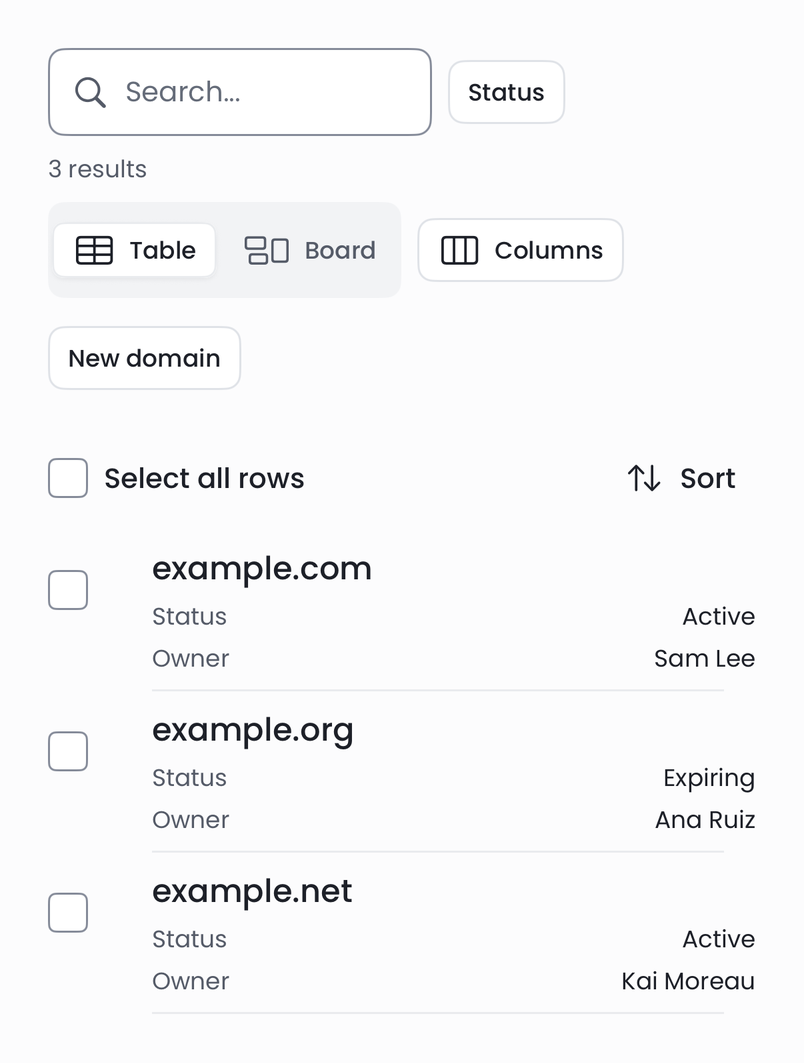 Search... Status
3 results
Table Board Columns
New domain
Select all rows Sort
example.com
Status Active
Owner Sam Lee
example.org
Status Expiring
Owner Ana Ruiz
example.net
Status Active
Owner Kai Moreau